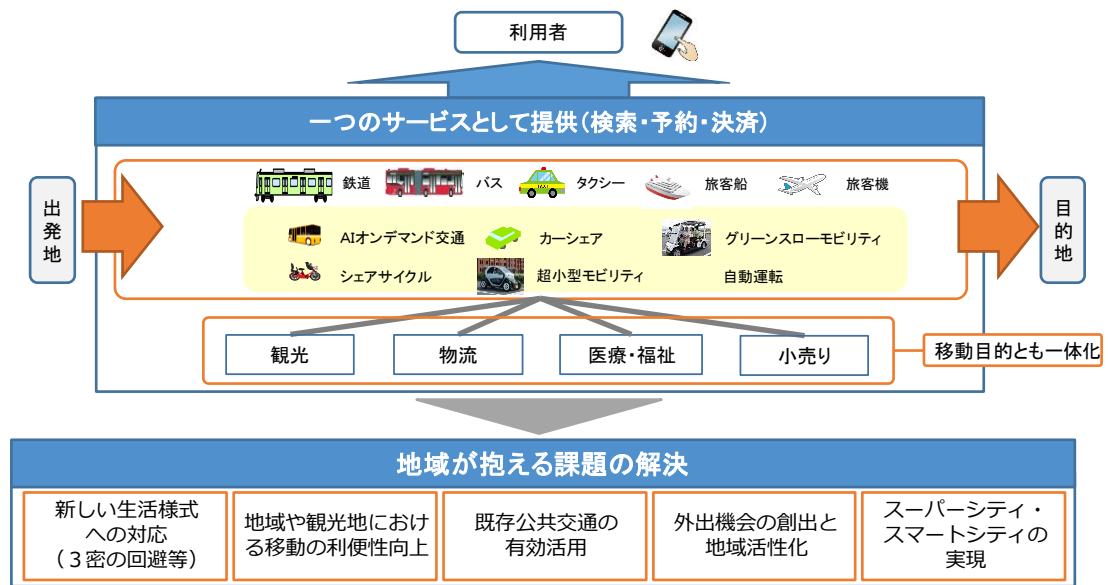 利用者
一つのサービスとして提供(検索・予約・決済)
出発地
目的地
鉄道 バス TAXI タクシー 旅客船 旅客機
AIオンデマンド交通 カーシェア グリーンスローモビリティ
シェアサイクル 超小型モビリティ 自動運転
観光 物流 医療・福祉 小売り
移動目的とも一体化
地域が抱える課題の解決
新しい生活様式
への対応
(3密の回避等)
地域や観光地におけ
る移動の利便性向上
既存公共交通の
有効活用
外出機会の創出と
地域活性化
スーパーシティ・
スマートシティの
実現